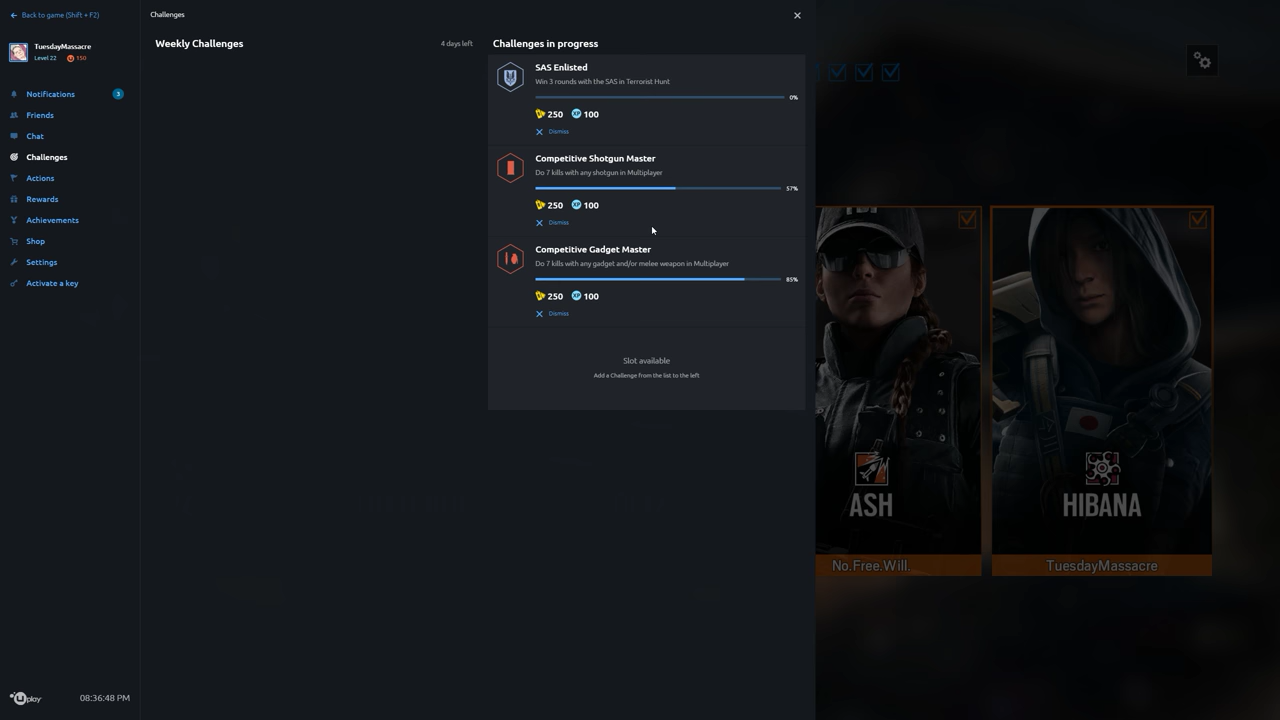 Back to game (Shift + F2)
TuesdayMassacre
Level 22
150
Notifications
3
Friends
Chat
Challenges
Actions
Rewards
Achievements
Shop
Settings
Activate a key
uplay
08:36:48 PM
Challenges
Weekly Challenges
4 days left
Challenges in progress
SAS Enlisted
Win 3 rounds with the SAS in Terrorist Hunt
0%
250
XP 100
Dismiss
Competitive Shotgun Master
Do 7 kills with any shotgun in Multiplayer
57%
250
XP 100
Dismiss
Competitive Gadget Master
Do 7 kills with any gadget and/or melee weapon in Multiplayer
85%
250
XP 100
Dismiss
Slot available
Add a Challenge from the list to the left
ASH
No.Free.Will.
HIBANA
TuesdayMassacre